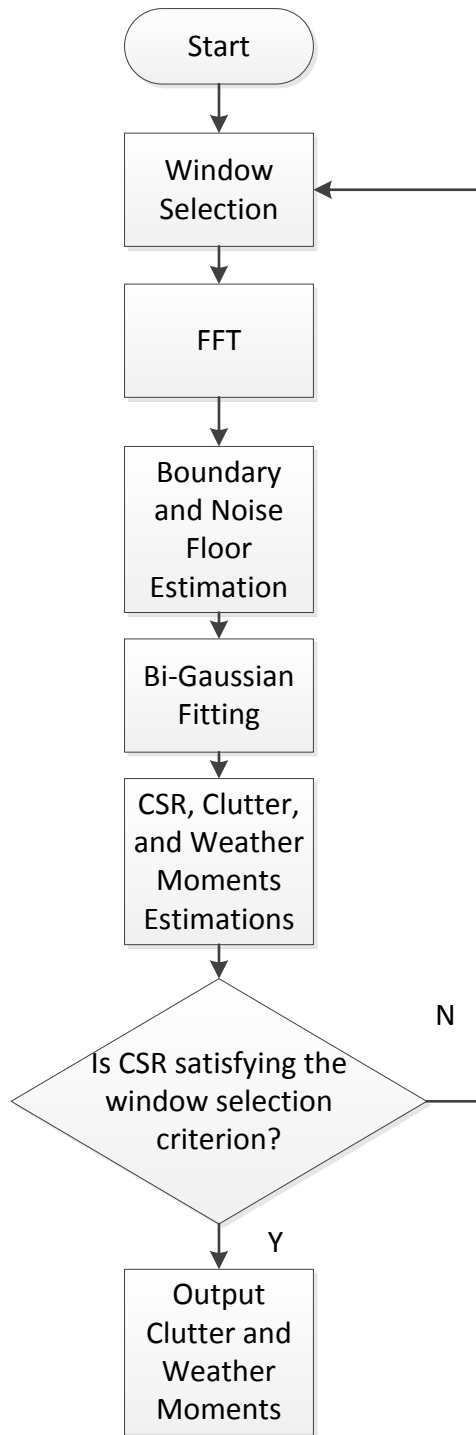 Start
Window
Selection
FFT
Boundary
and Noise
Floor
Estimation
Bi-Gaussian
Fitting
CSR, Clutter,
and Weather
Moments
Estimations
N
Is CSR satisfying the
window selection
criterion?
Y
Output
Clutter and
Weather
Moments